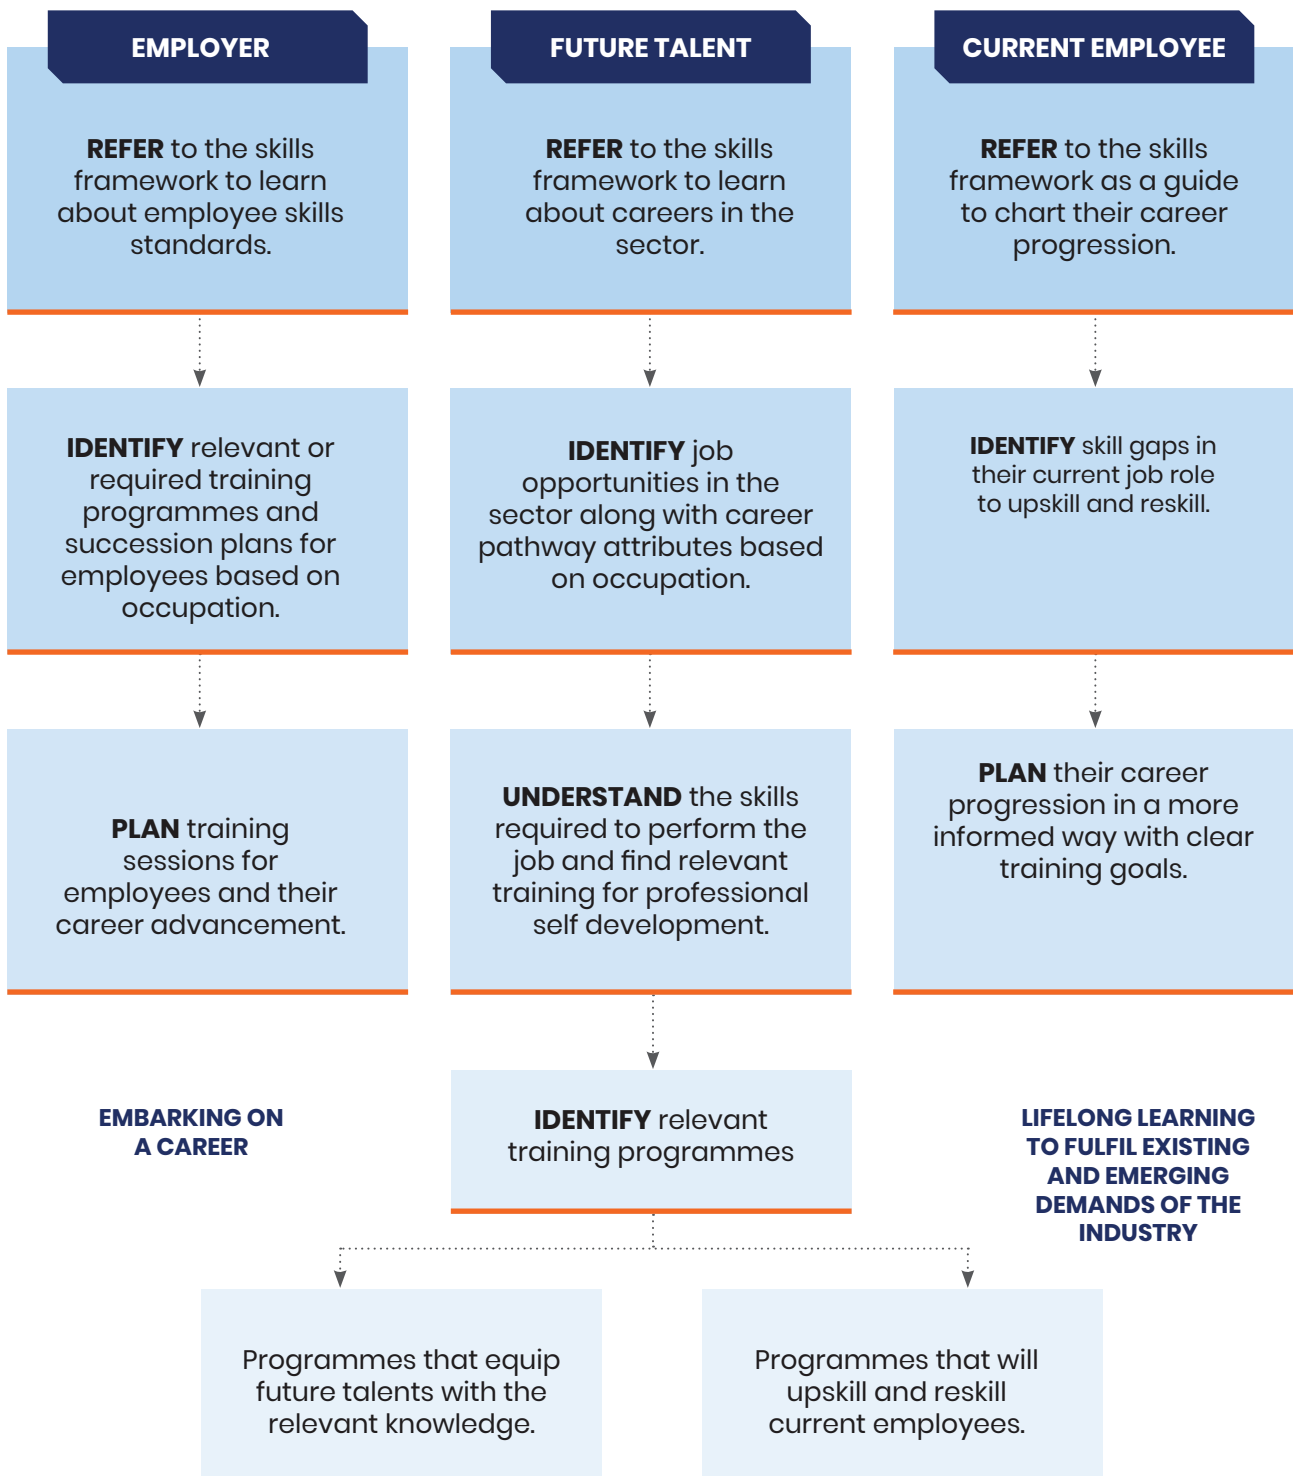 EMPLOYER
REFER to the skills
framework to learn
about employee skills
standards.
IDENTIFY relevant or
required training
programmes and
succession plans for
employees based on
occupation.
PLAN training
sessions for
employees and their
career advancement.
FUTURE TALENT
REFER to the skills
framework to learn
about careers in the
sector.
IDENTIFY job
opportunities in the
sector along with career
pathway attributes based
on occupation.
UNDERSTAND the skills
required to perform the
job and find relevant
training for professional
self development.
CURRENT EMPLOYEE
REFER to the skills
framework as a guide
to chart their career
progression.
IDENTIFY skill gaps in
their current job role
to upskill and reskill.
PLAN their career
progression in a more
informed way with clear
training goals.
EMBARKING ON
A CAREER
IDENTIFY relevant
training programmes
LIFELONG LEARNING
TO FULFIL EXISTING
AND EMERGING
DEMANDS OF THE
INDUSTRY
Programmes that equip
future talents with the
relevant knowledge.
Programmes that will
upskill and reskill
current employees.